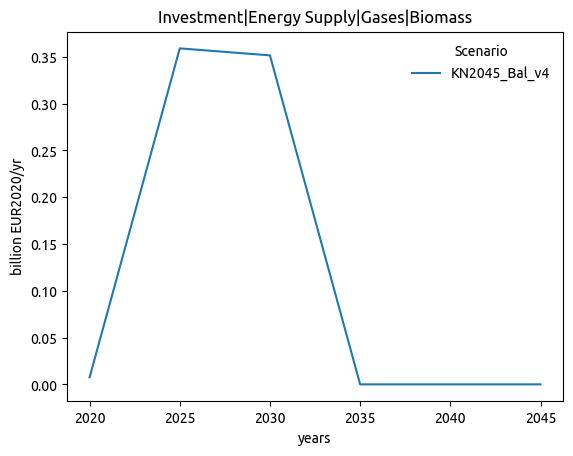 Investment|Energy Supply|Gases|Biomass
Scenario
KN2045_Bal_v4
billion EUR2020/yr
0.35
0.30
0.25
0.20
0.15
0.10
0.05
0.00
2020 2025 2030 2035 2040 2045
years